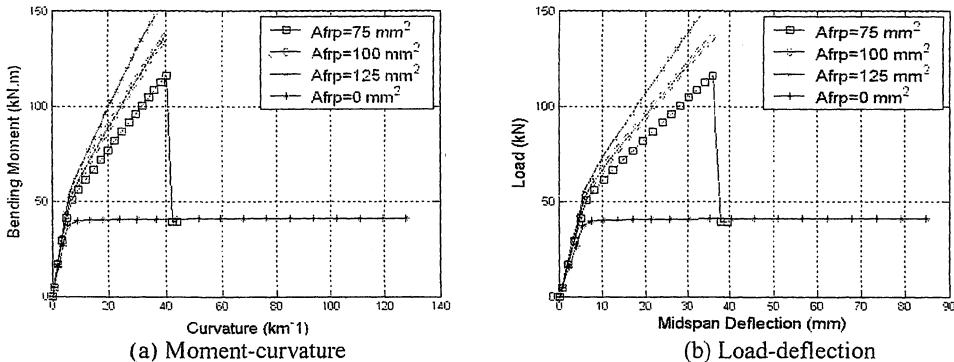 150
100
50
0
Bending Moment (kN.m)
0 20 40 60 80 100 120 140
Curvature (km⁻¹)
Afrp=75 mm²
Afrp=100 mm²
Afrp=125 mm²
Afrp=0 mm²
(a) Moment-curvature
150
100
50
0
Load (kN)
0 10 20 30 40 50 60 70 80 90
Midspan Deflection (mm)
Afrp=75 mm²
Afrp=100 mm²
Afrp=125 mm²
Afrp=0 mm²
(b) Load-deflection